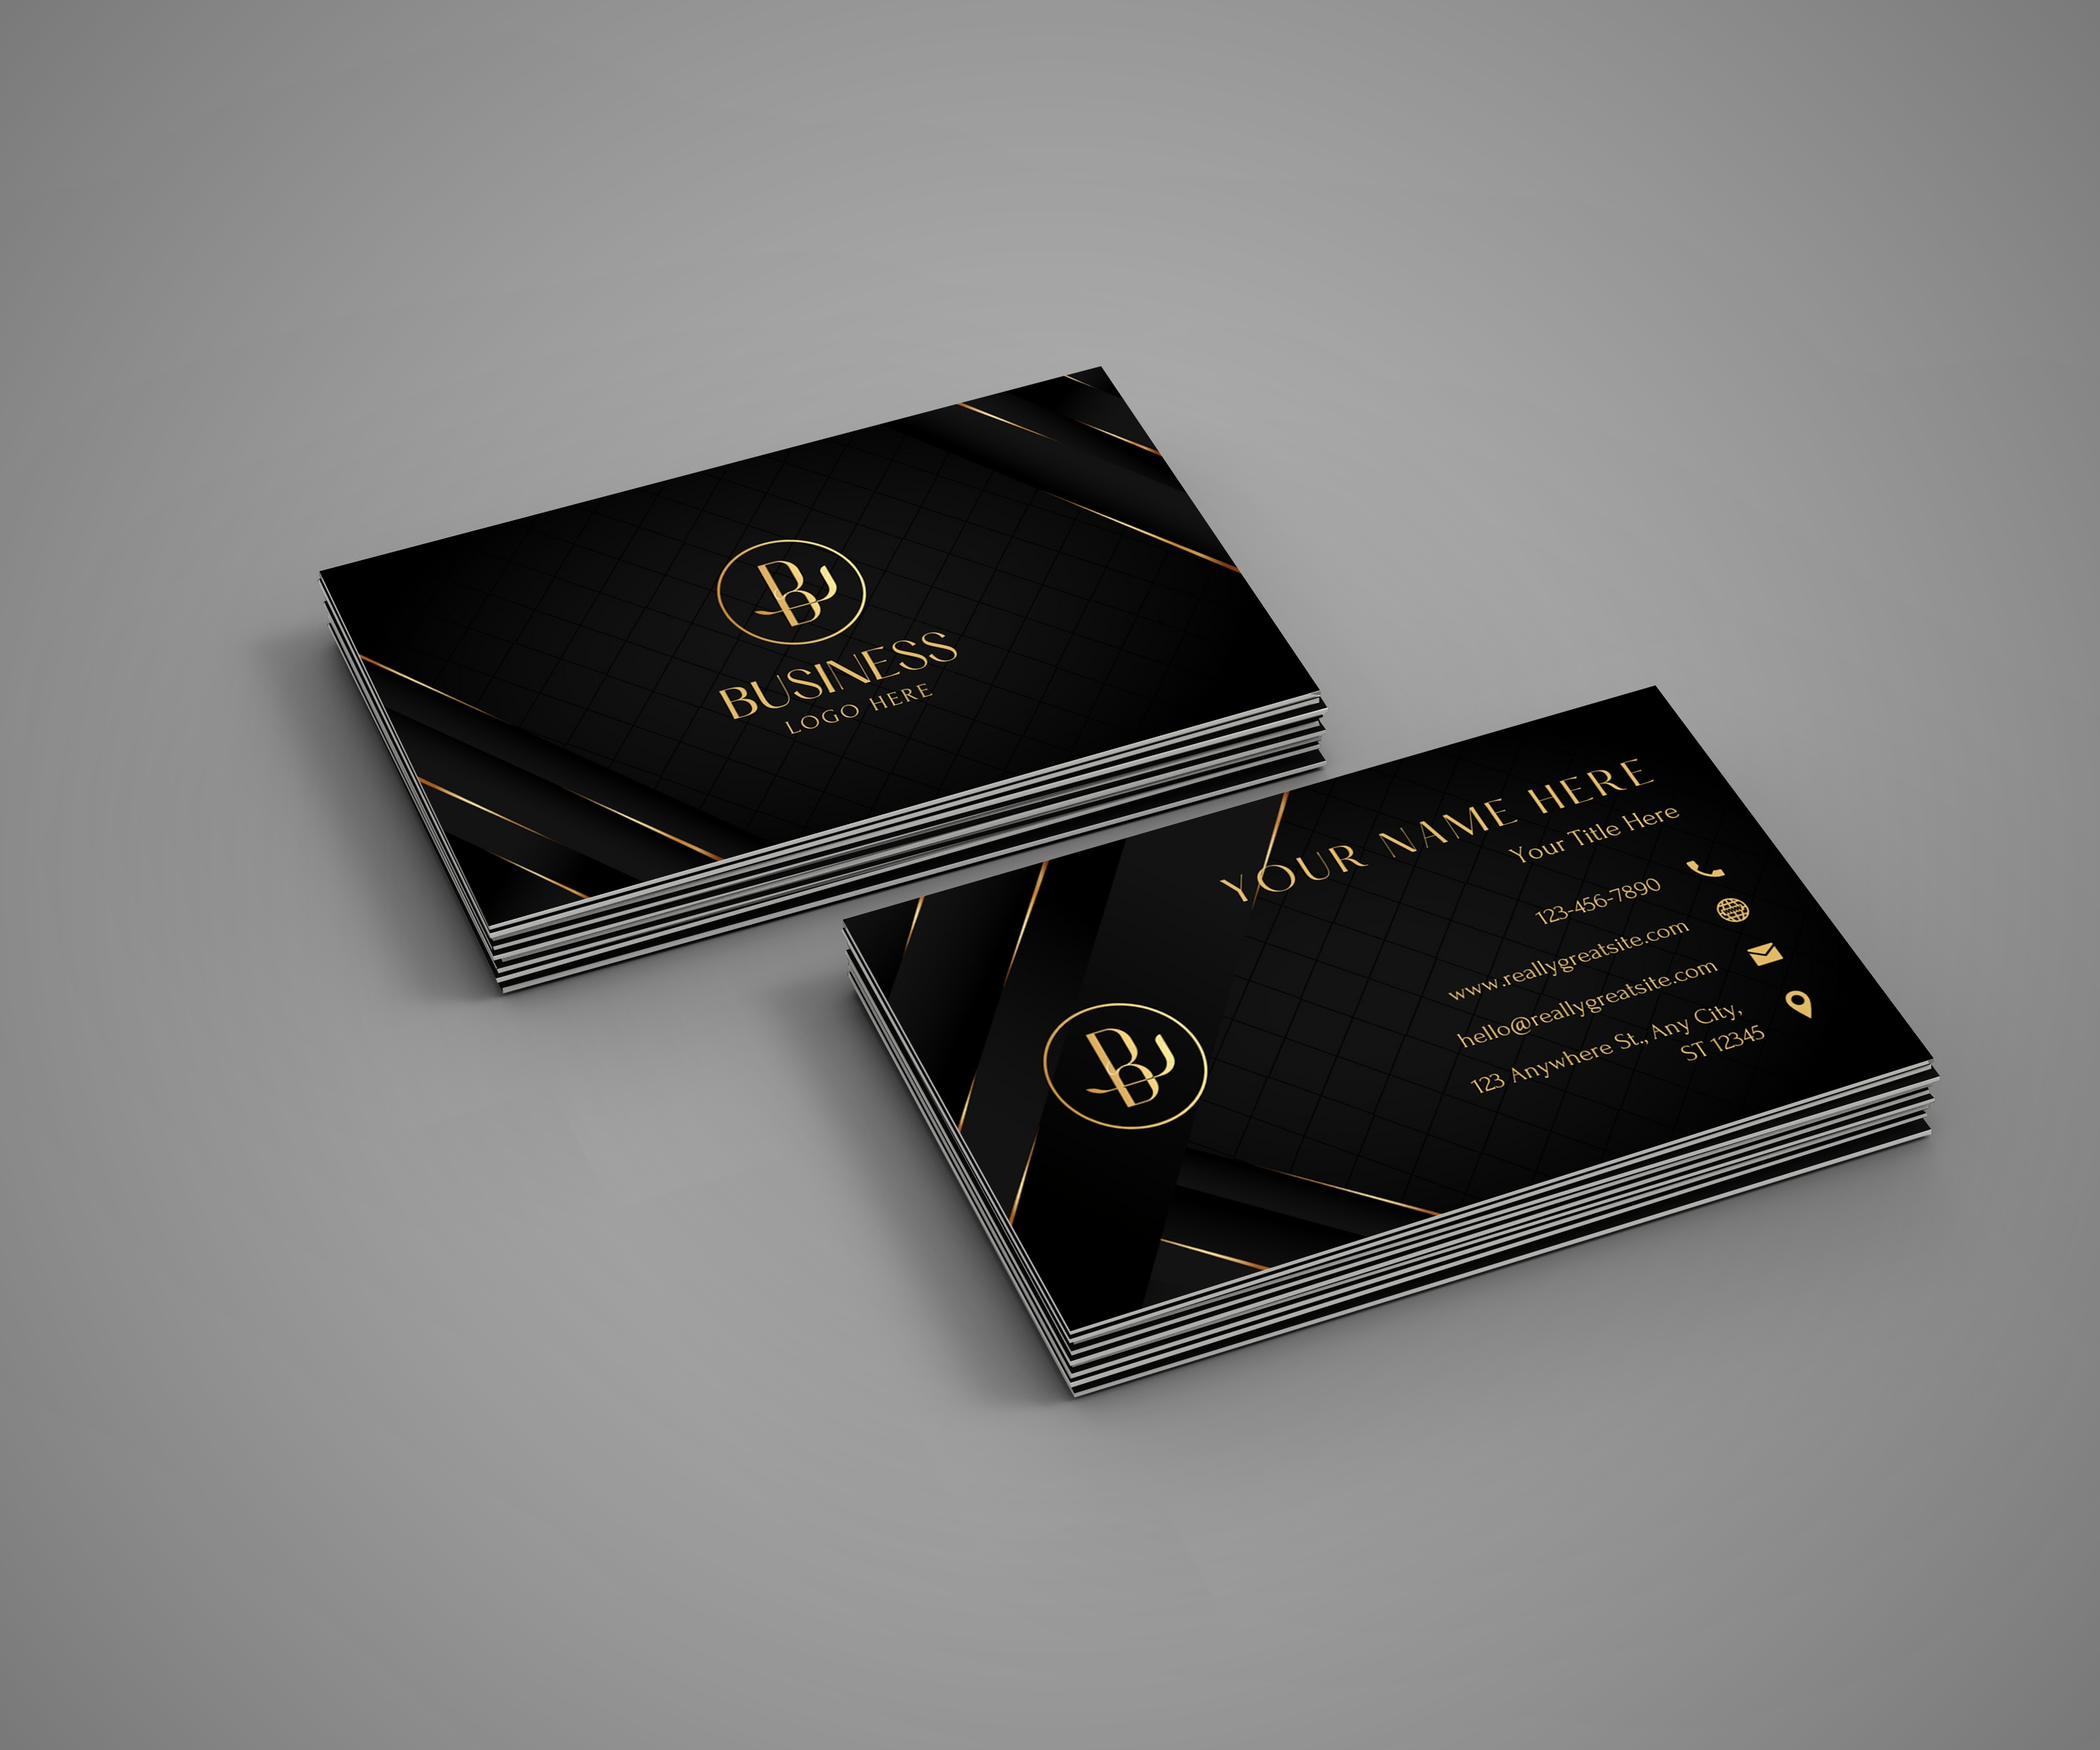 BJ
BUSINESS
LOGO HERE
BJ
YOUR NAME HERE
Your Title Here
123-456-7890
www.reallygreatsite.com
hello@reallygreatsite.com
123 Anywhere St., Any City,
ST 12345